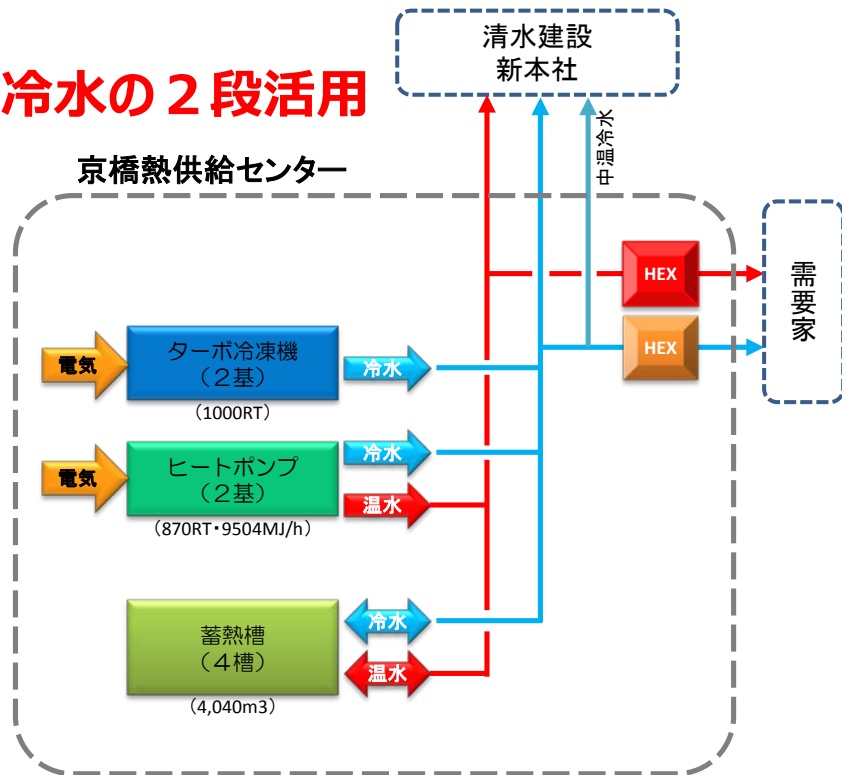 清水建設
新本社
冷水の２段活用
中温冷水
京橋熱供給センター
HEX
需要家
HEX
電気
ターボ冷凍機
（２基）
冷水
（1000RT）
電気
ヒートポンプ
（２基）
冷水
温水
（870RT・9504MJ/h）
蓄熱槽
（４槽）
冷水
温水
（4,040m3）